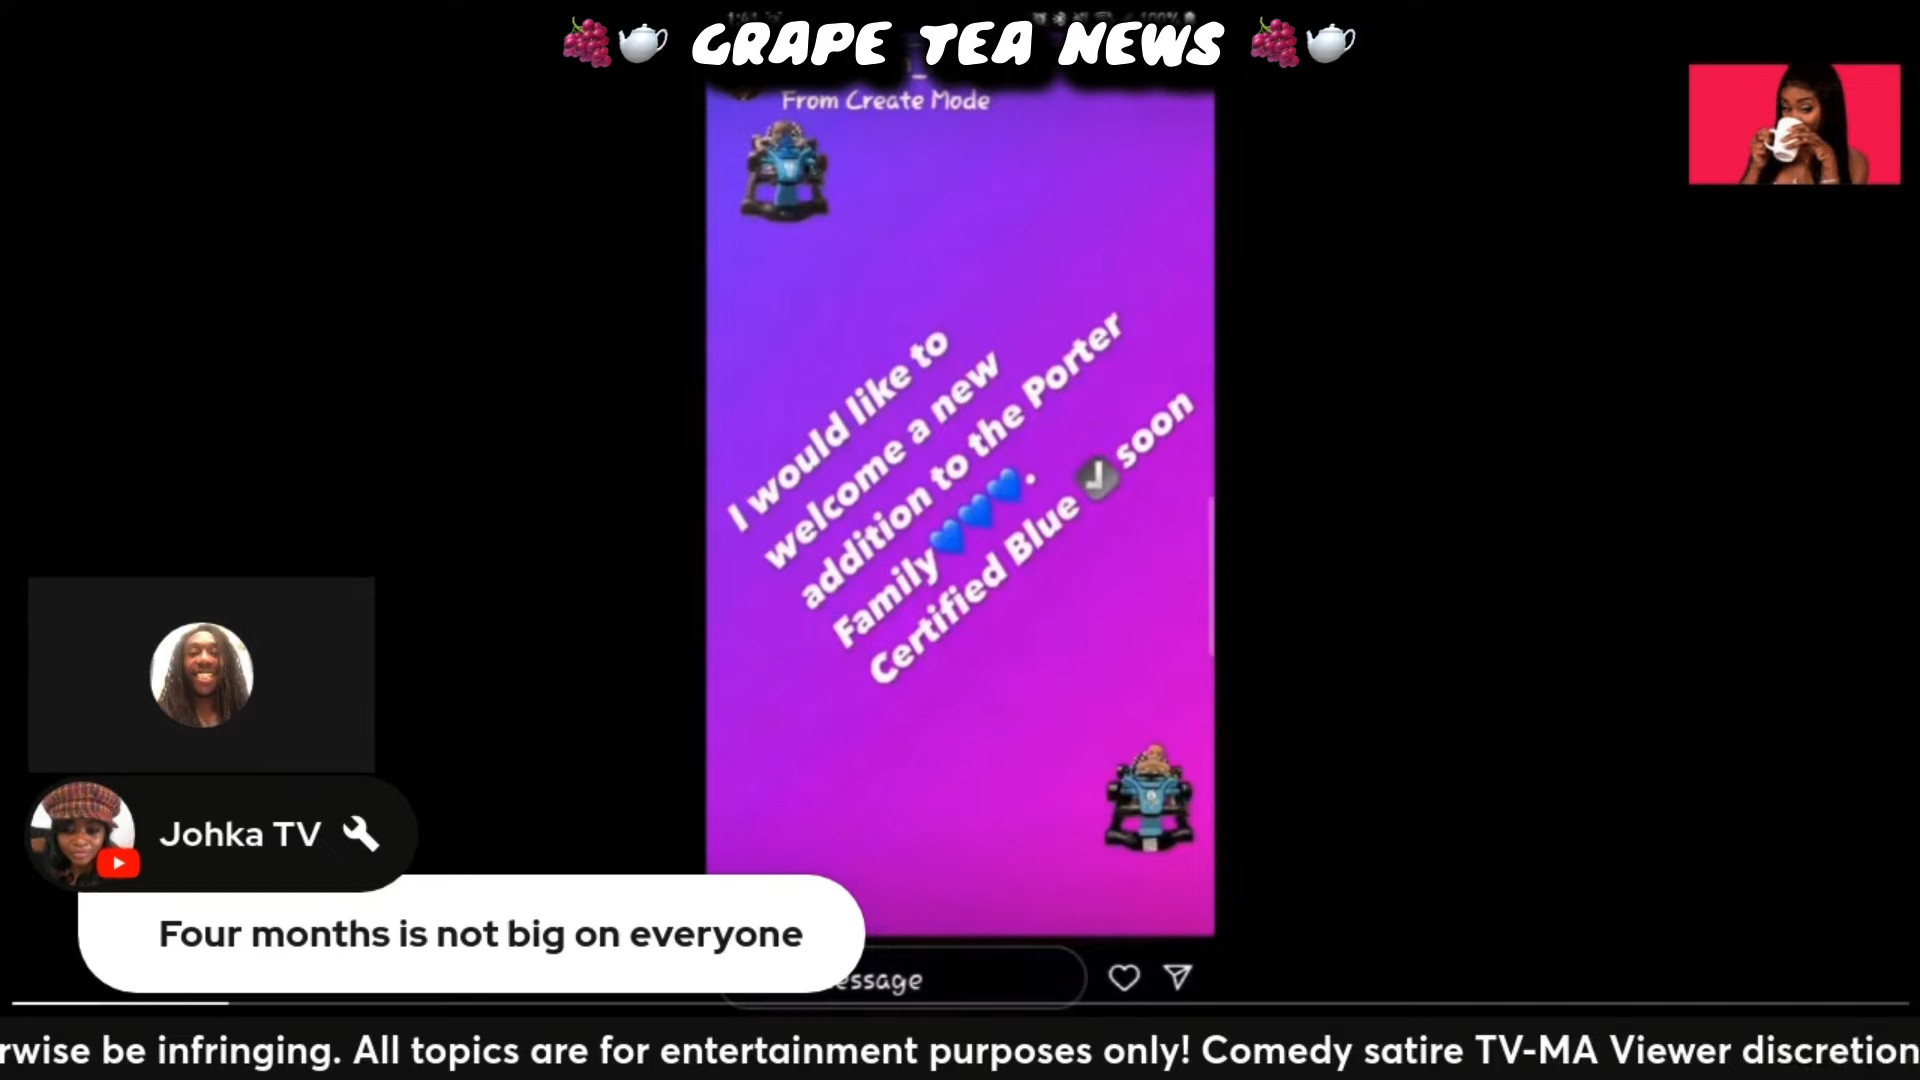 GRAPE TEA NEWS
From Create Mode
I would like to
welcome a new
addition to the Porter
Family💙💙💙.
Certified Blue J soon
Johka TV
Four months is not big on everyone
essage
rwise be infringing. All topics are for entertainment purposes only! Comedy satire TV-MA Viewer discretion